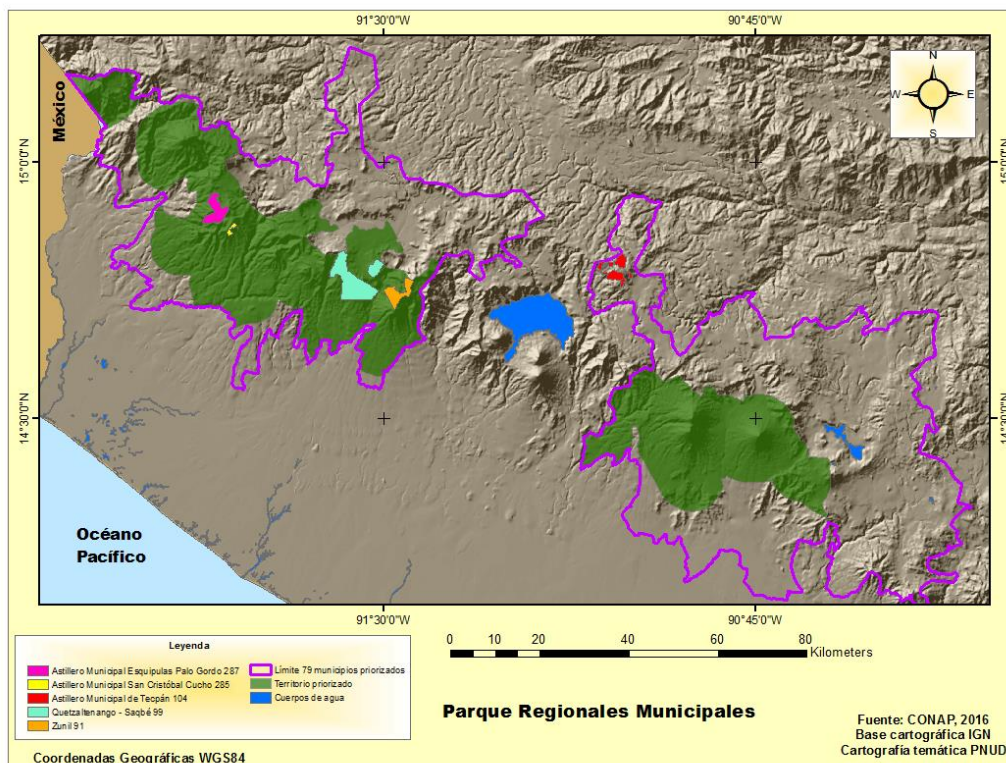 91°30'0"W
90°45'0"W
México
N
W
E
S
15°0'0"N
15°0'0"N
14°30'0"N
14°30'0"N
Océano
Pacífico
91°30'0"W
90°45'0"W
Leyenda
Astillero Municipal Esquipulas Palo Gordo 287
Astillero Municipal San Cristóbal Cucho 285
Astillero Municipal de Tecpán 104
Quetzaltenango - Saqbé 99
Zunil 91
Límite 79 municipios priorizados
Territorio priorizado
Cuerpos de agua
0 5 10 20 40 60 80
Kilometers
Parque Regionales Municipales
Fuente: CONAP, 2016
Base cartográfica IGN
Cartografía temática PNUD
Coordenadas Geográficas WGS84